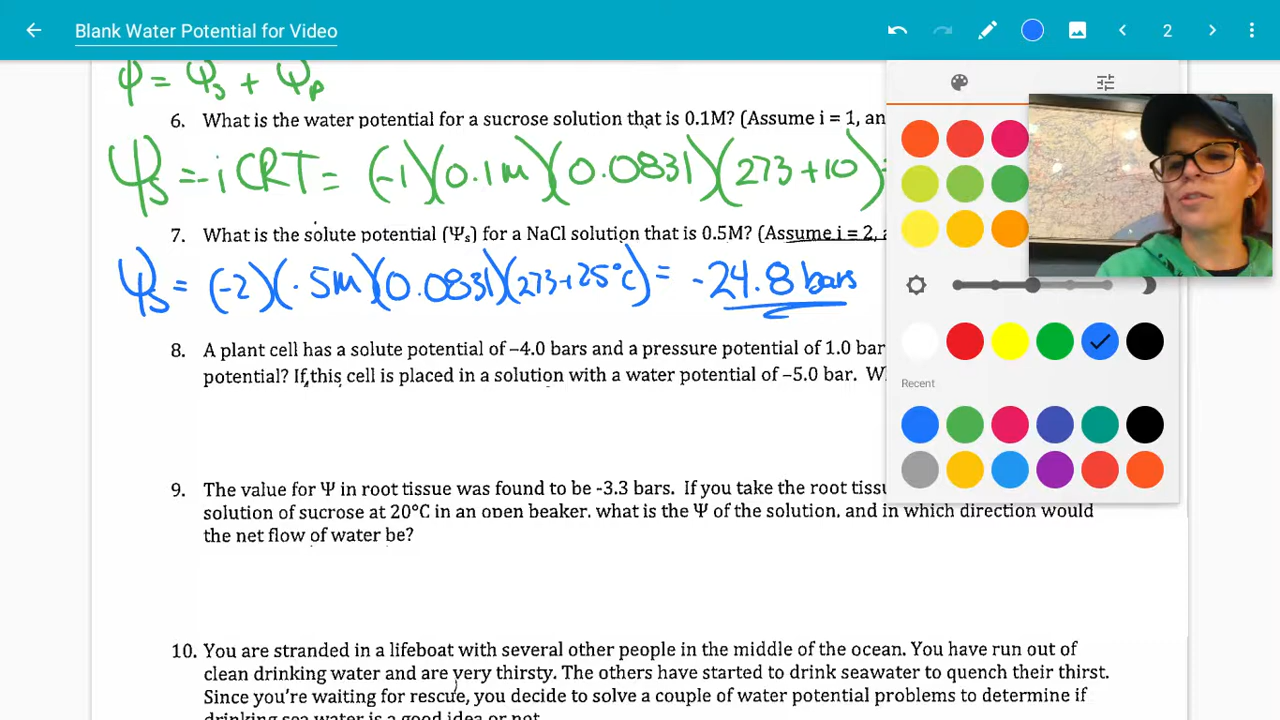 Blank Water Potential for Video
2
Ψ = Ψs + Ψp
6. What is the water potential for a sucrose solution that is 0.1M? (Assume i = 1, an
Ψs = -iCRT = (-1)(0.1M)(0.0831)(273+10)=
7. What is the solute potential (Ψs) for a NaCl solution that is 0.5M? (Assume i = 2,
Ψs = (-2)(.5M)(0.0831)(273+25°C) = -24.8 bars
8. A plant cell has a solute potential of –4.0 bars and a pressure potential of 1.0 bar
potential? If this cell is placed in a solution with a water potential of –5.0 bar. W
Recent
9. The value for Ψ in root tissue was found to be -3.3 bars. If you take the root tissu
solution of sucrose at 20°C in an open beaker, what is the Ψ of the solution, and in which direction would
the net flow of water be?
10. You are stranded in a lifeboat with several other people in the middle of the ocean. You have run out of
clean drinking water and are very thirsty. The others have started to drink seawater to quench their thirst.
Since you're waiting for rescue, you decide to solve a couple of water potential problems to determine if
drinking sea water is a good idea or not.